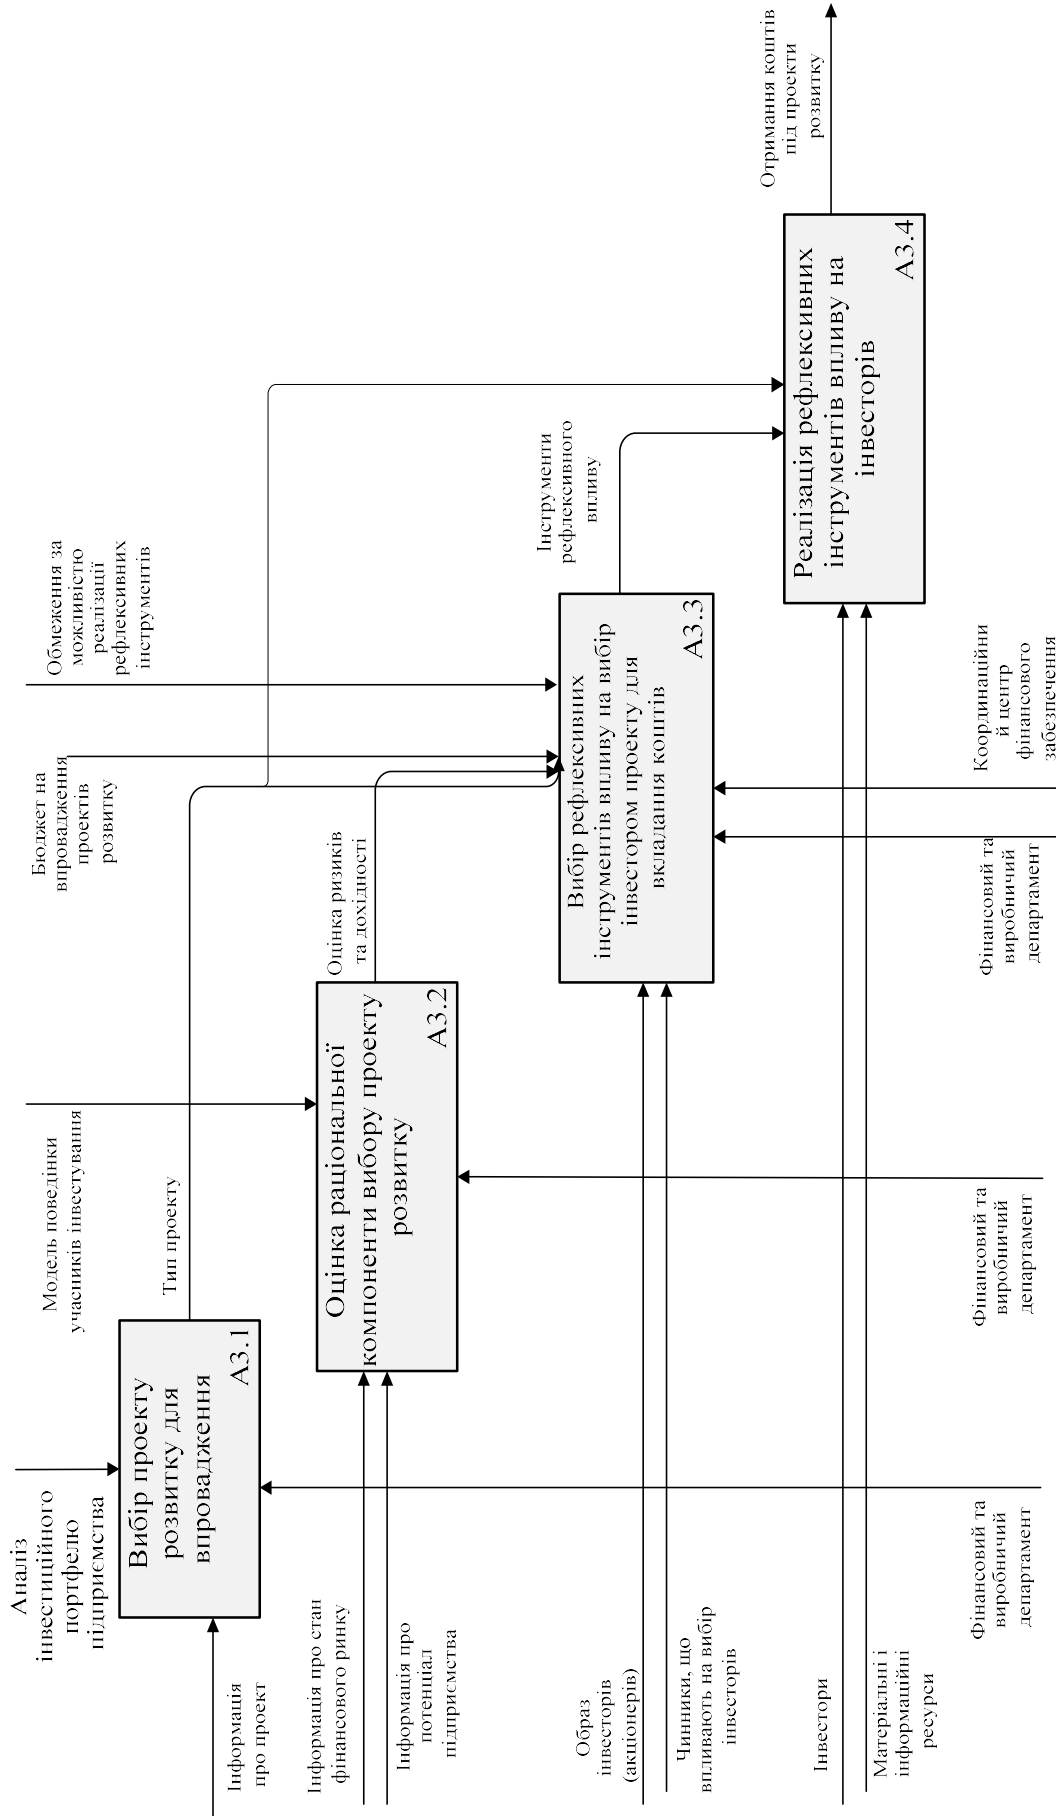 Аналіз
інвестиційного
портфелю
підприємства
Модель поведінки
учасників інвестування
Бюджет на
впровадження
проектів
розвитку
Обмеження за
можливістю
реалізації
рефлексивних
інструментів
Інформація
про проект
Вибір проекту
розвитку для
впровадження
А3.1
Тип проекту
Інформація про стан
фінансового ринку
Інформація про
потенціал
підприємства
Оцінка раціональної
компоненти вибору проекту
розвитку
А3.2
Оцінка ризиків
та дохідності
Образ
інвесторів
(акціонерів)
Чинники, що
впливають на вибір
інвесторів
Вибір рефлексивних
інструментів впливу на вибір
інвестором проекту для
вкладання коштів
А3.3
Інструменти
рефлексивного
впливу
Інвестори
Матеріальні і
інформаційні
ресурси
Реалізація рефлексивних
інструментів впливу на
інвесторів
А3.4
Отримання коштів
під проекти
розвитку
Фінансовий та
виробничий
департамент
Фінансовий та
виробничий
департамент
Фінансовий та
виробничий
департамент
Координаційни
й центр
фінансового
забезпечення